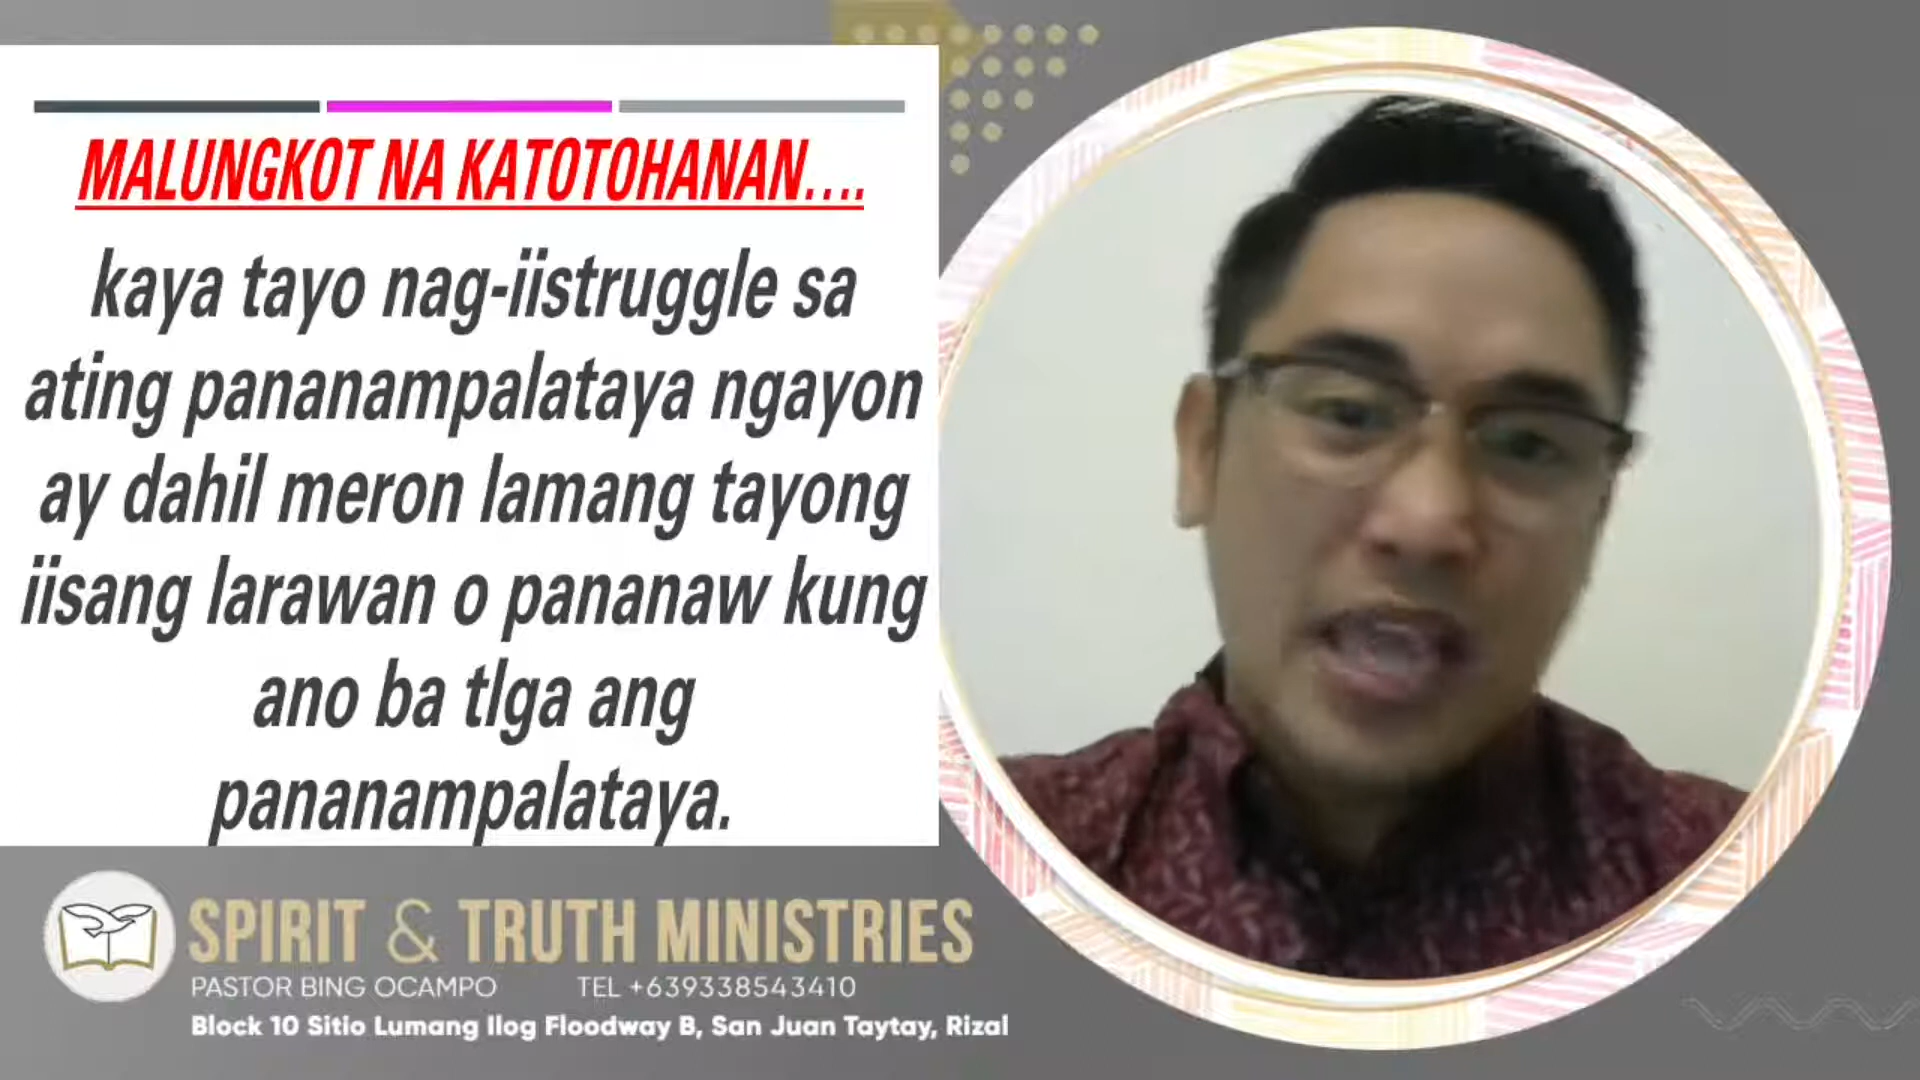 MALUNGKOT NA KATOTOHANAN....
kaya tayo nag-iistruggle sa
ating pananampalataya ngayon
ay dahil meron lamang tayong
iisang larawan o pananaw kung
ano ba tlga ang
pananampalataya.
SPIRIT & TRUTH MINISTRIES
PASTOR BING OCAMPO TEL +639338543410
Block 10 Sitio Lumang Ilog Floodway B, San Juan Taytay, Rizal